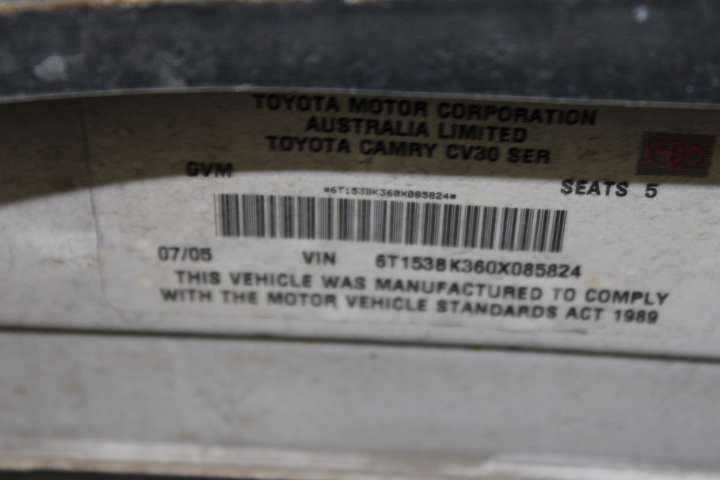 TOYOTA MOTOR CORPORATION
AUSTRALIA LIMITED
TOYOTA CAMRY CV30 SER
GVM
SEATS 5
*6T153BK360X085824*
07/05 VIN 6T153BK360X085824
THIS VEHICLE WAS MANUFACTURED TO COMPLY
WITH THE MOTOR VEHICLE STANDARDS ACT 1989